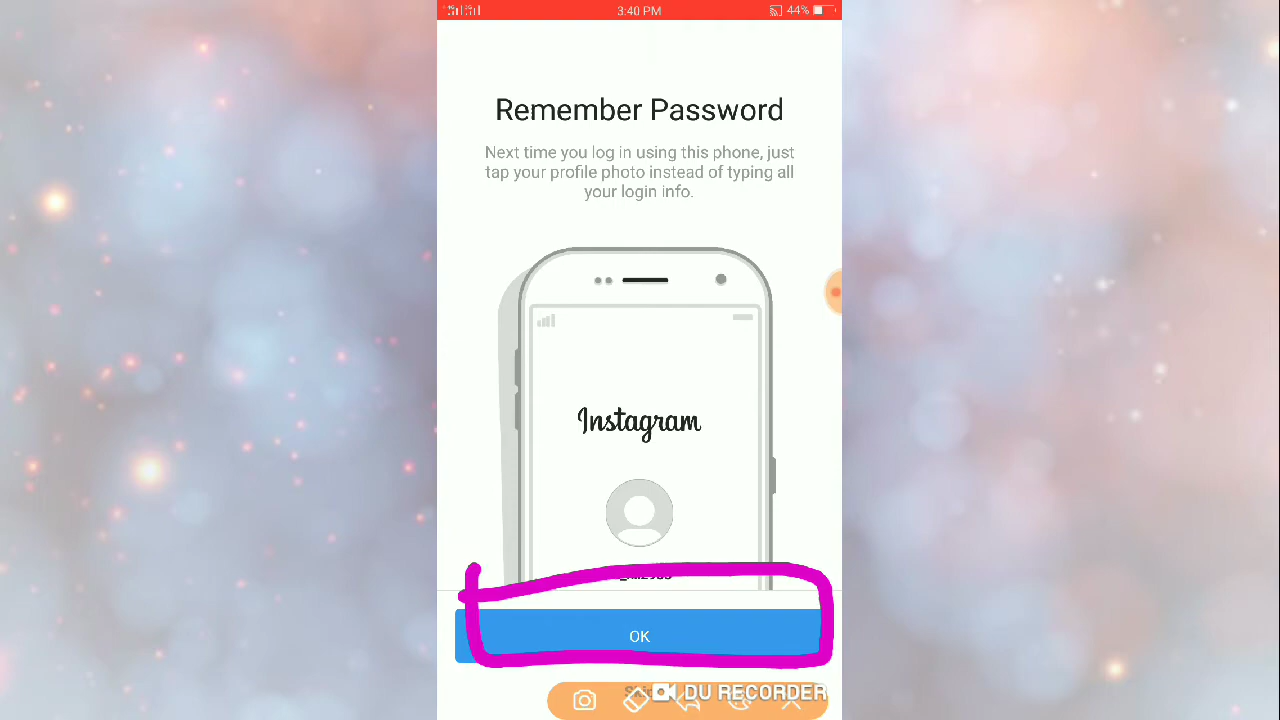 3:40 PM
44%
Remember Password
Next time you log in using this phone, just
tap your profile photo instead of typing all
your login info.
Instagram
OK
DU RECORDER